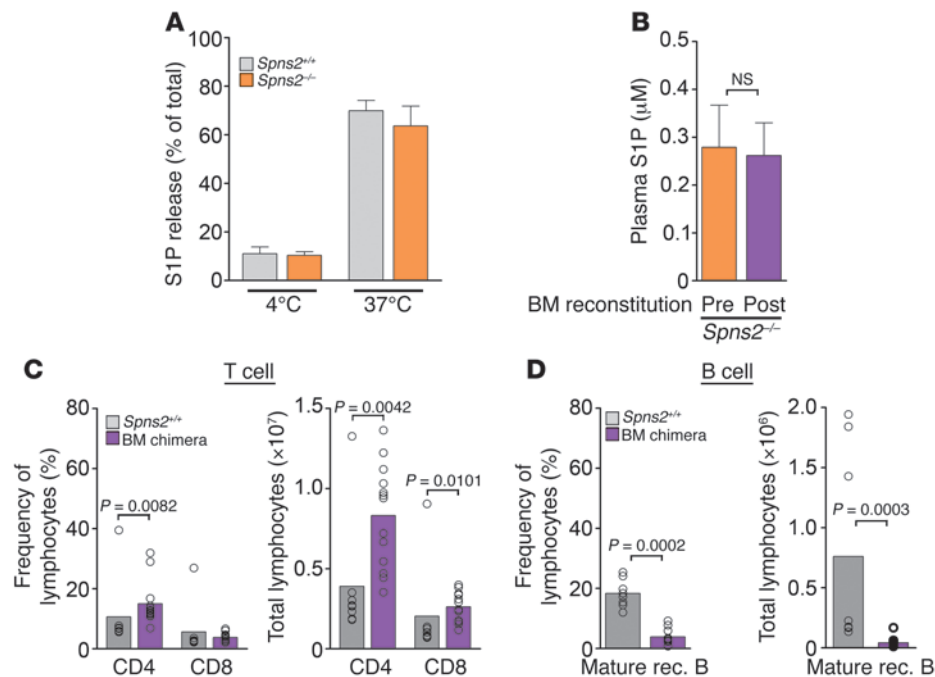 A
100
80
60
40
20
0
S1P release (% of total)
Spns2+/+
Spns2−/−
4°C
37°C
B
0.5
0.4
0.3
0.2
0.1
0
Plasma S1P (μM)
NS
BM reconstitution Pre Post
Spns2−/−
C
T cell
80
60
40
20
0
Frequency of
lymphocytes (%)
Spns2+/+
BM chimera
P = 0.0082
CD4 CD8
1.5
1.0
0.5
0
Total lymphocytes (×10⁷)
P = 0.0042
P = 0.0101
CD4 CD8
D
B cell
80
60
40
20
0
Frequency of
lymphocytes (%)
Spns2+/+
BM chimera
P = 0.0002
Mature rec. B
2.0
1.5
1.0
0.5
0
Total lymphocytes (×10⁶)
P = 0.0003
Mature rec. B